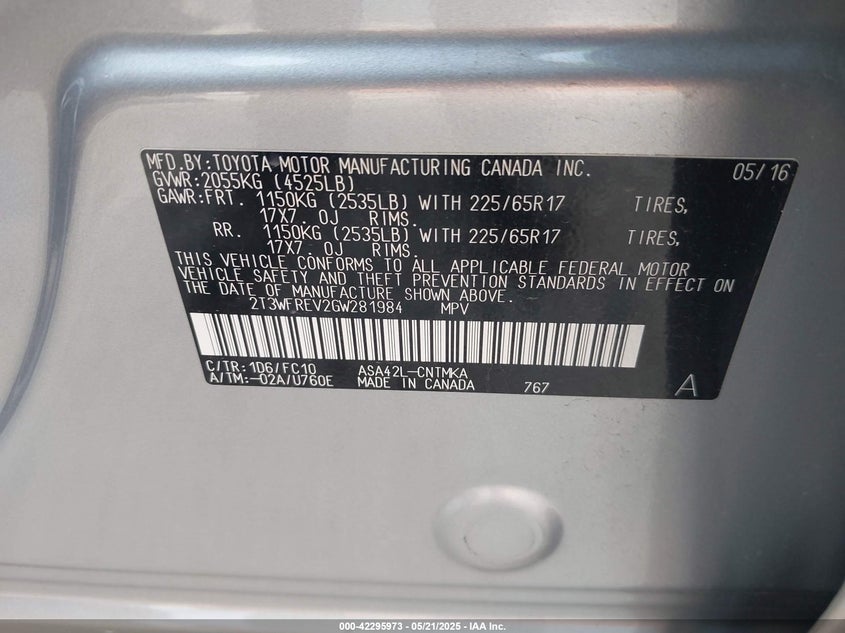 MFD.BY:TOYOTA MOTOR MANUFACTURING CANADA INC. 05/16
GVWR:2055KG (4525LB)
GAWR:FRT. 1150KG (2535LB) WITH 225/65R17 TIRES,
17X7. 0J RIMS.
RR. 1150KG (2535LB) WITH 225/65R17 TIRES,
17X7. 0J RIMS.
THIS VEHICLE CONFORMS TO ALL APPLICABLE FEDERAL MOTOR
VEHICLE SAFETY AND THEFT PREVENTION STANDARDS IN EFFECT ON
THE DATE OF MANUFACTURE SHOWN ABOVE.
2T3WFREV2GW281984 MPV
C/TR:1D6/FC10 ASA42L-CNTMKA
A/TM:-02A/U760E MADE IN CANADA 767 A
000-42295973 - 05/21/2025 - IAA Inc.